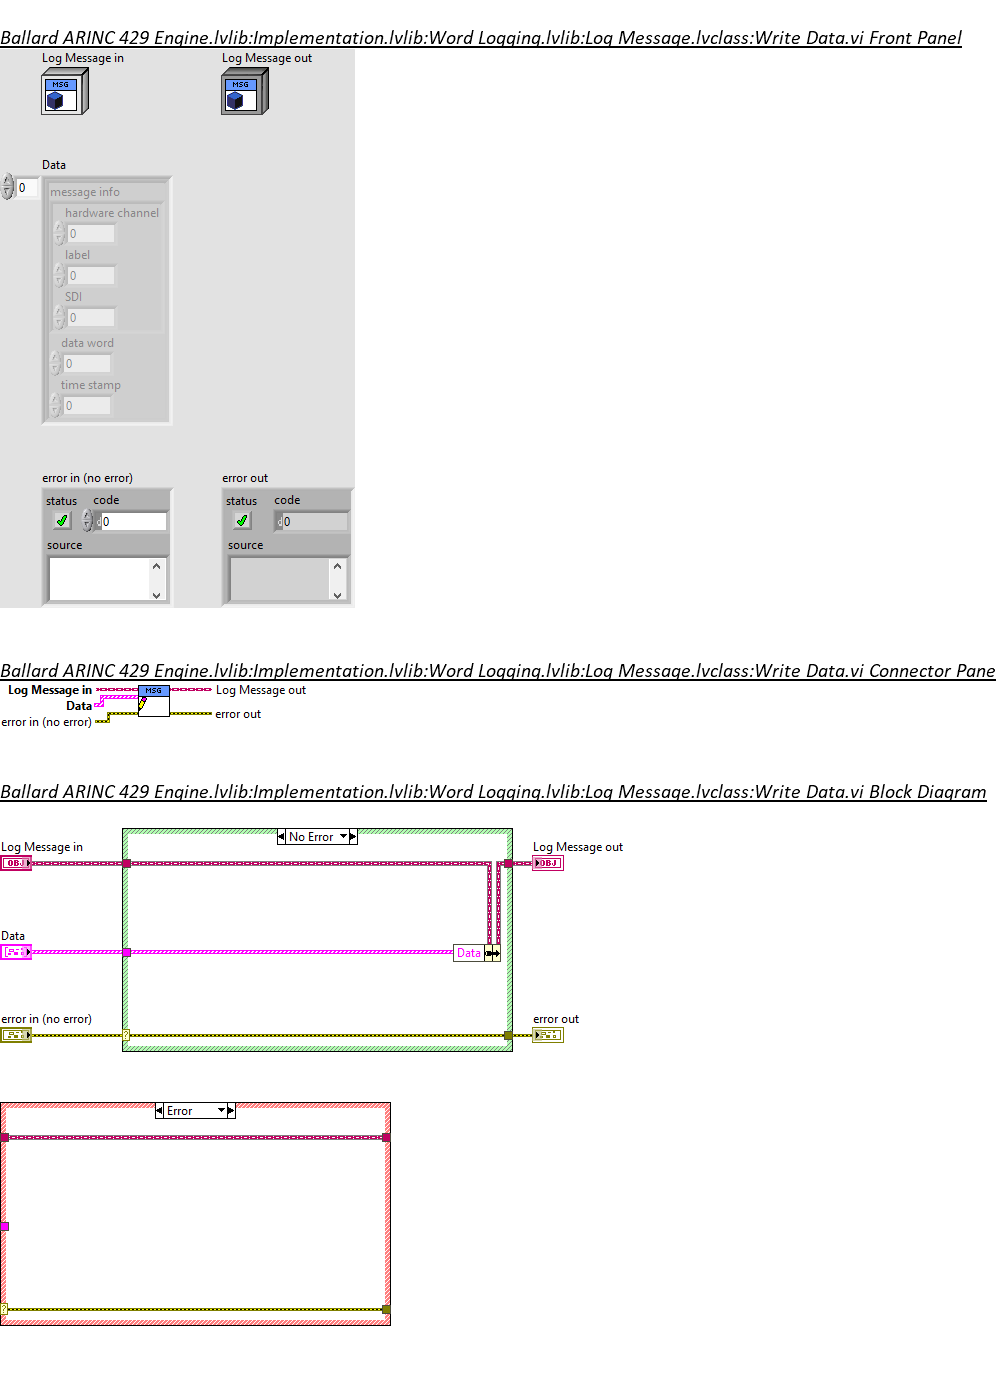 Ballard ARINC 429 Engine.lvlib:Implementation.lvlib:Word Logging.lvlib:Log Message.lvclass:Write Data.vi Front Panel
Log Message in Log Message out
MSG MSG
Data
0
message info
hardware channel
0
label
0
SDI
0
data word
0
time stamp
0
error in (no error) error out
status code status code
0 0
source source
Ballard ARINC 429 Engine.lvlib:Implementation.lvlib:Word Logging.lvlib:Log Message.lvclass:Write Data.vi Connector Pane
Log Message in MSG Log Message out
Data
error in (no error) error out
Ballard ARINC 429 Engine.lvlib:Implementation.lvlib:Word Logging.lvlib:Log Message.lvclass:Write Data.vi Block Diagram
No Error
Log Message in Log Message out
OBJ OBJ
Data
Data
error in (no error) error out
?
Error
?